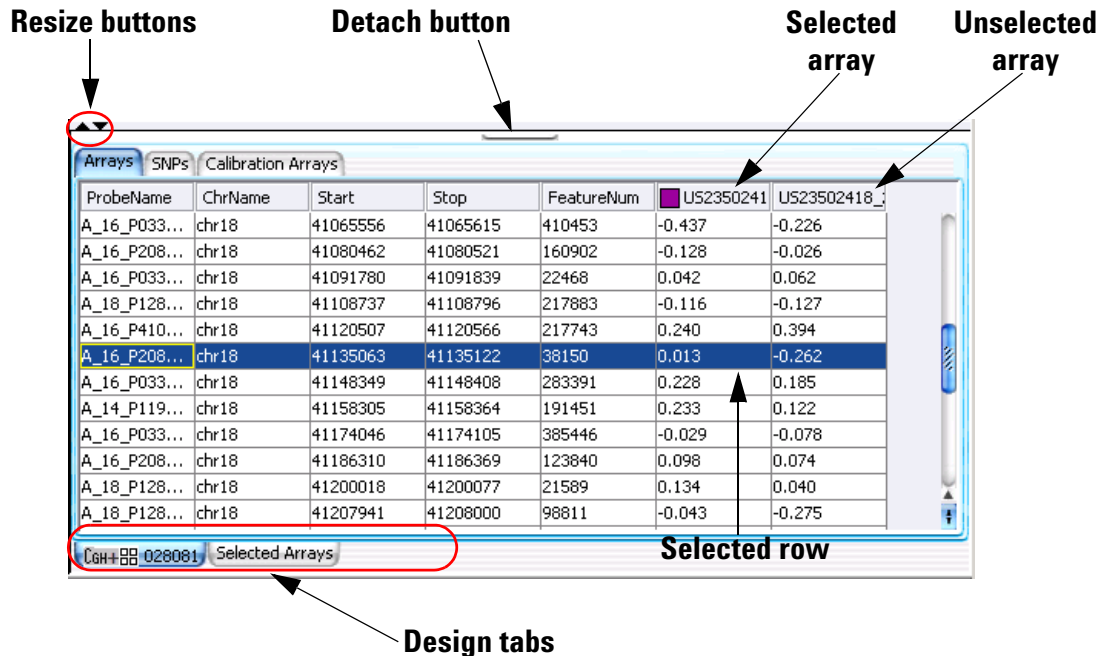 Resize buttons Detach button Selected array Unselected array
Arrays SNPs Calibration Arrays
ProbeName ChrName Start Stop FeatureNum US2350241 US23502418_
A_16_P033... chr18 41065556 41065615 410453 -0.437 -0.226
A_16_P208... chr18 41080462 41080521 160902 -0.128 -0.026
A_16_P033... chr18 41091780 41091839 22468 0.042 0.062
A_18_P128... chr18 41108737 41108796 217883 -0.116 -0.127
A_16_P410... chr18 41120507 41120566 217743 0.240 0.394
A_16_P208... chr18 41135063 41135122 38150 0.013 -0.262
A_16_P033... chr18 41148349 41148408 283391 0.228 0.185
A_14_P119... chr18 41158305 41158364 191451 0.233 0.122
A_16_P033... chr18 41174046 41174105 385446 -0.029 -0.078
A_16_P208... chr18 41186310 41186369 123840 0.098 0.074
A_18_P128... chr18 41200018 41200077 21589 0.134 0.040
A_18_P128... chr18 41207941 41208000 98811 -0.043 -0.275
CGH+ 028081 Selected Arrays
Selected row
Design tabs